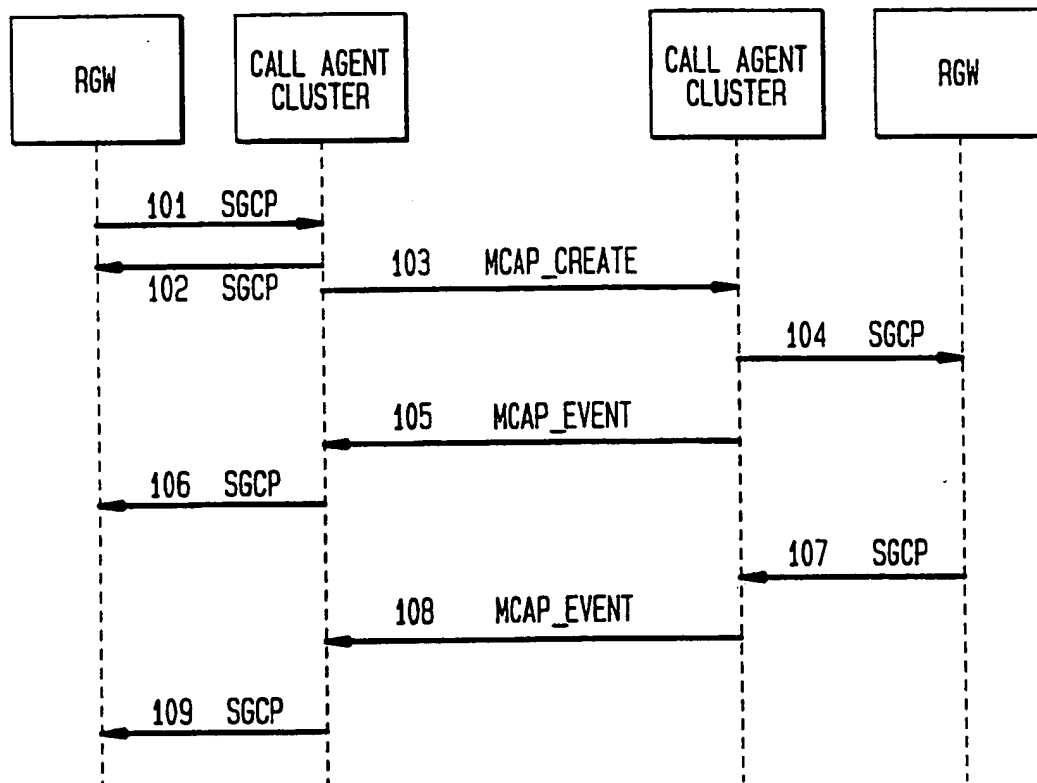 RGW
CALL AGENT
CLUSTER
CALL AGENT
CLUSTER
RGW
101 SGCP
102 SGCP
103 MCAP_CREATE
104 SGCP
105 MCAP_EVENT
106 SGCP
107 SGCP
108 MCAP_EVENT
109 SGCP